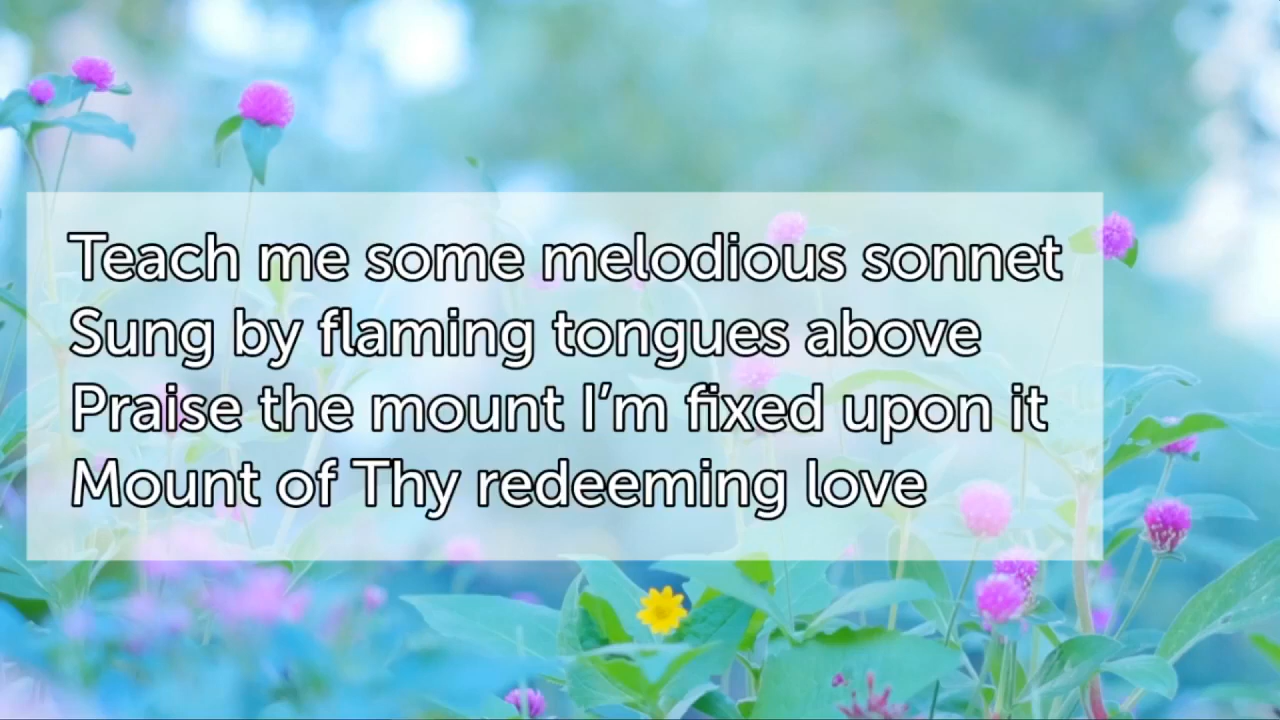 Teach me some melodious sonnet
Sung by flaming tongues above
Praise the mount I’m fixed upon it
Mount of Thy redeeming love